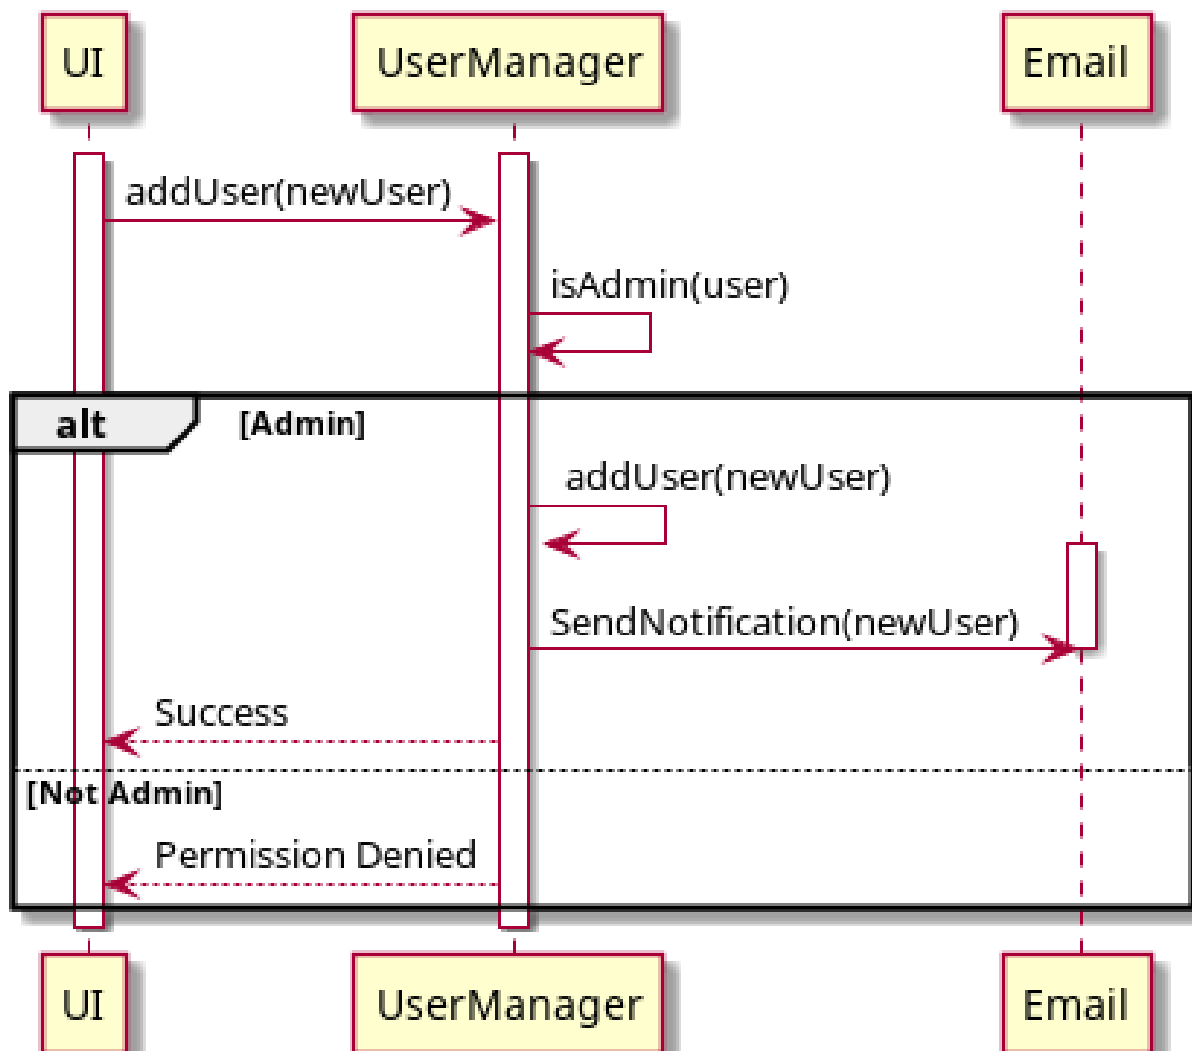 UI
UserManager
Email
addUser(newUser)
isAdmin(user)
alt
[Admin]
addUser(newUser)
SendNotification(newUser)
Success
[Not Admin]
Permission Denied
UI
UserManager
Email